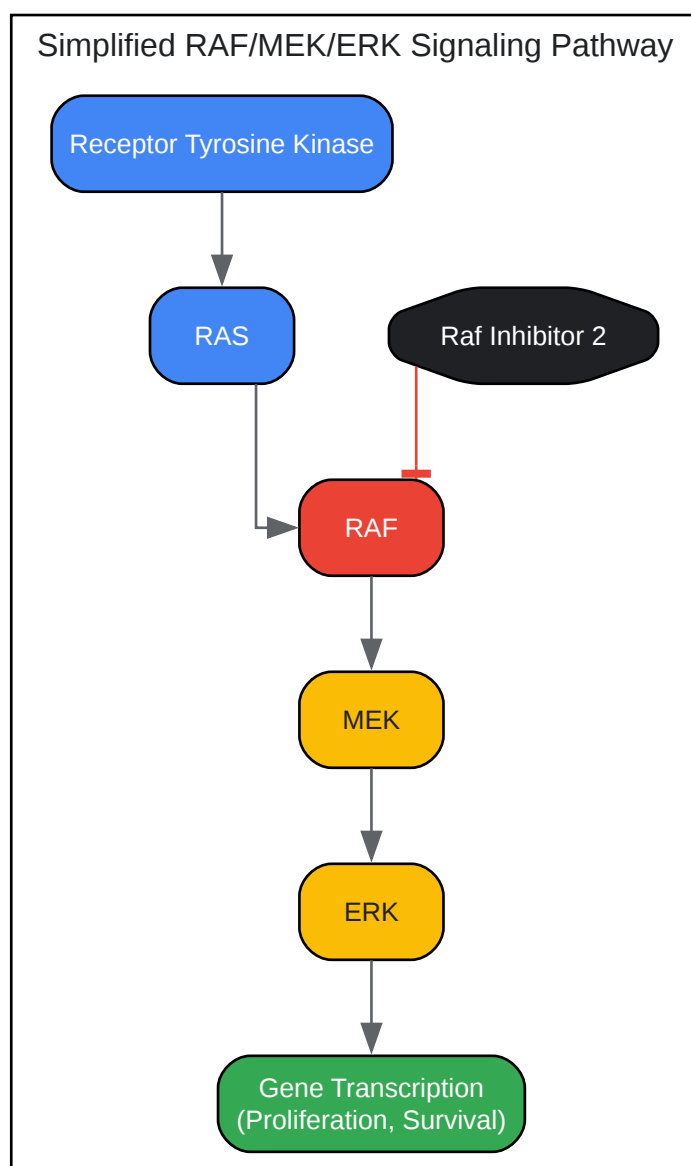 Simplified RAF/MEK/ERK Signaling Pathway
Receptor Tyrosine Kinase
RAS
Raf Inhibitor 2
RAF
MEK
ERK
Gene Transcription
(Proliferation, Survival)